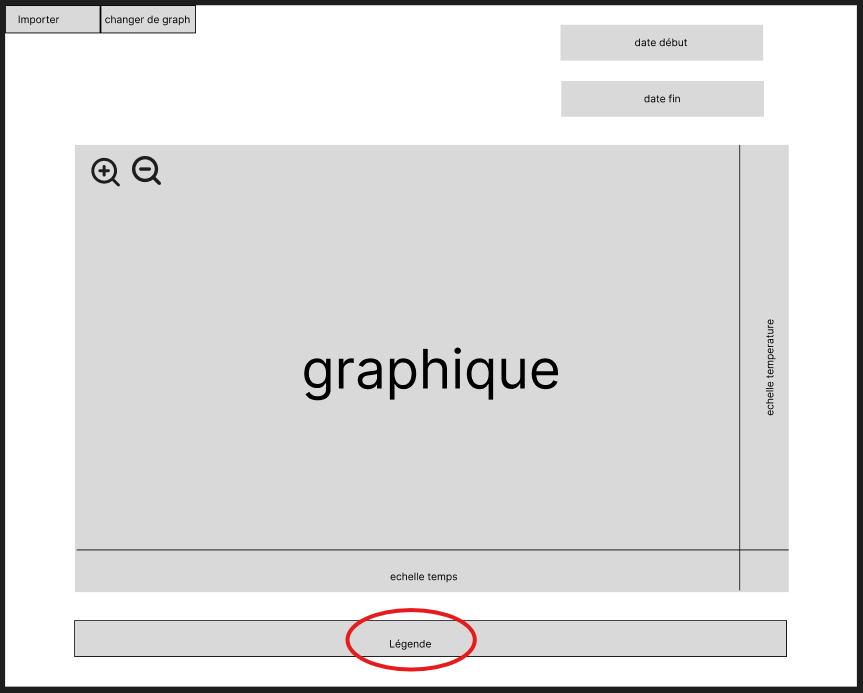 Importer
changer de graph
date début
date fin
graphique
echelle temperature
echelle temps
Légende